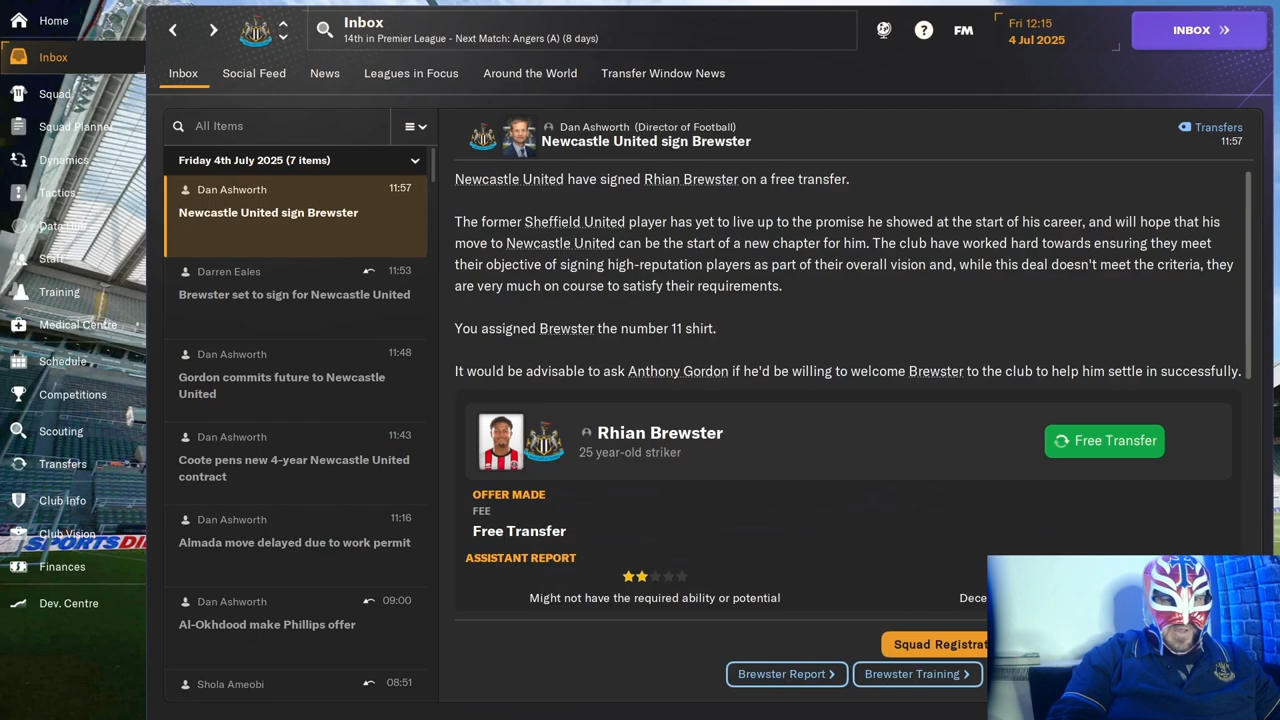 Home
Inbox
Squad
Squad Planner
Dynamics
Tactics
Data Hub
Staff
Training
Medical Centre
Schedule
Competitions
Scouting
Transfers
Club Info
Club Vision
SPORTS DI
Finances
Dev. Centre
Inbox
14th in Premier League - Next Match: Angers (A) (8 days)
?
FM
Fri 12:15
4 Jul 2025
INBOX
Inbox
Social Feed
News
Leagues in Focus
Around the World
Transfer Window News
All Items
Friday 4th July 2025 (7 items)
Dan Ashworth 11:57
Newcastle United sign Brewster
Darren Eales 11:53
Brewster set to sign for Newcastle United
Dan Ashworth 11:48
Gordon commits future to Newcastle
United
Dan Ashworth 11:43
Coote pens new 4-year Newcastle United
contract
Dan Ashworth 11:16
Almada move delayed due to work permit
Dan Ashworth 09:00
Al-Okhdood make Phillips offer
Shola Ameobi 08:51
Dan Ashworth (Director of Football)
Newcastle United sign Brewster
Transfers
11:57
Newcastle United have signed Rhian Brewster on a free transfer.
The former Sheffield United player has yet to live up to the promise he showed at the start of his career, and will hope that his
move to Newcastle United can be the start of a new chapter for him. The club have worked hard towards ensuring they meet
their objective of signing high-reputation players as part of their overall vision and, while this deal doesn't meet the criteria, they
are very much on course to satisfy their requirements.
You assigned Brewster the number 11 shirt.
It would be advisable to ask Anthony Gordon if he'd be willing to welcome Brewster to the club to help him settle in successfully.
Rhian Brewster
25 year-old striker
Free Transfer
OFFER MADE
FEE
Free Transfer
ASSISTANT REPORT
Might not have the required ability or potential
Dece
Squad Registrat
Brewster Report
Brewster Training